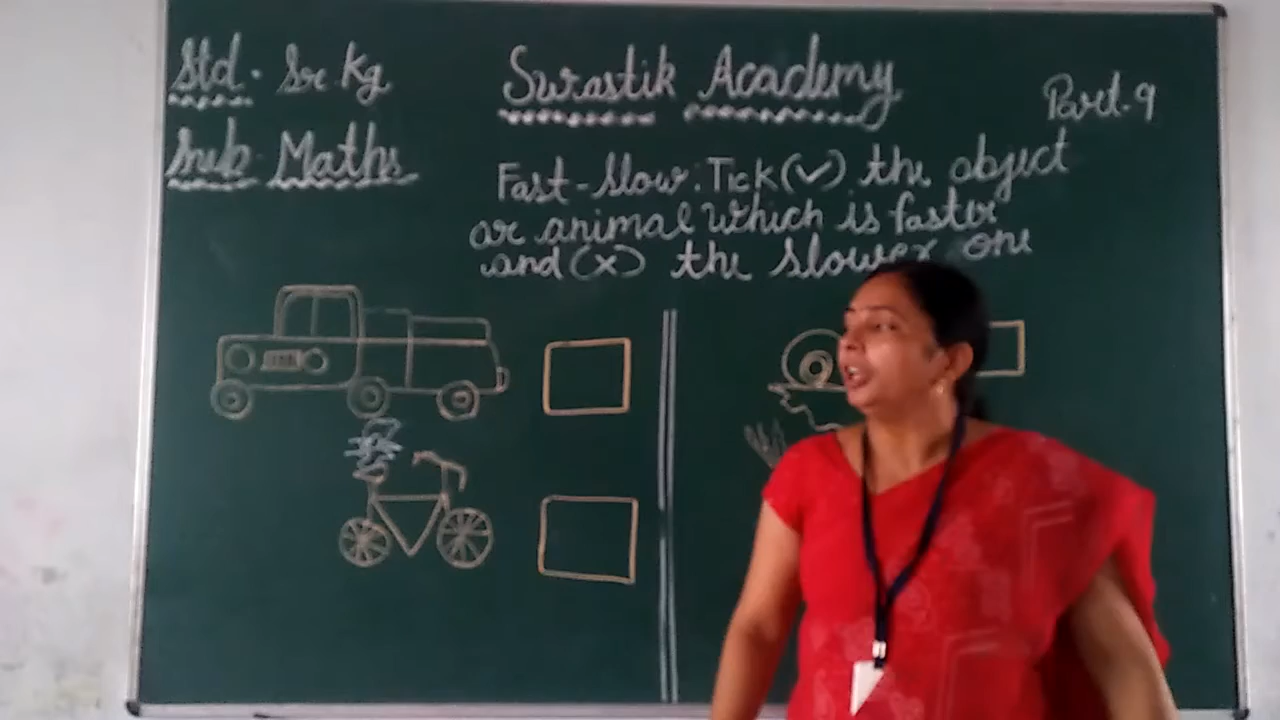 Std. Sr Kg
Swastik Academy
Part-9
Sub Maths
Fast-Slow: Tick (✓) the object
or animal which is faster
and (x) the slower one